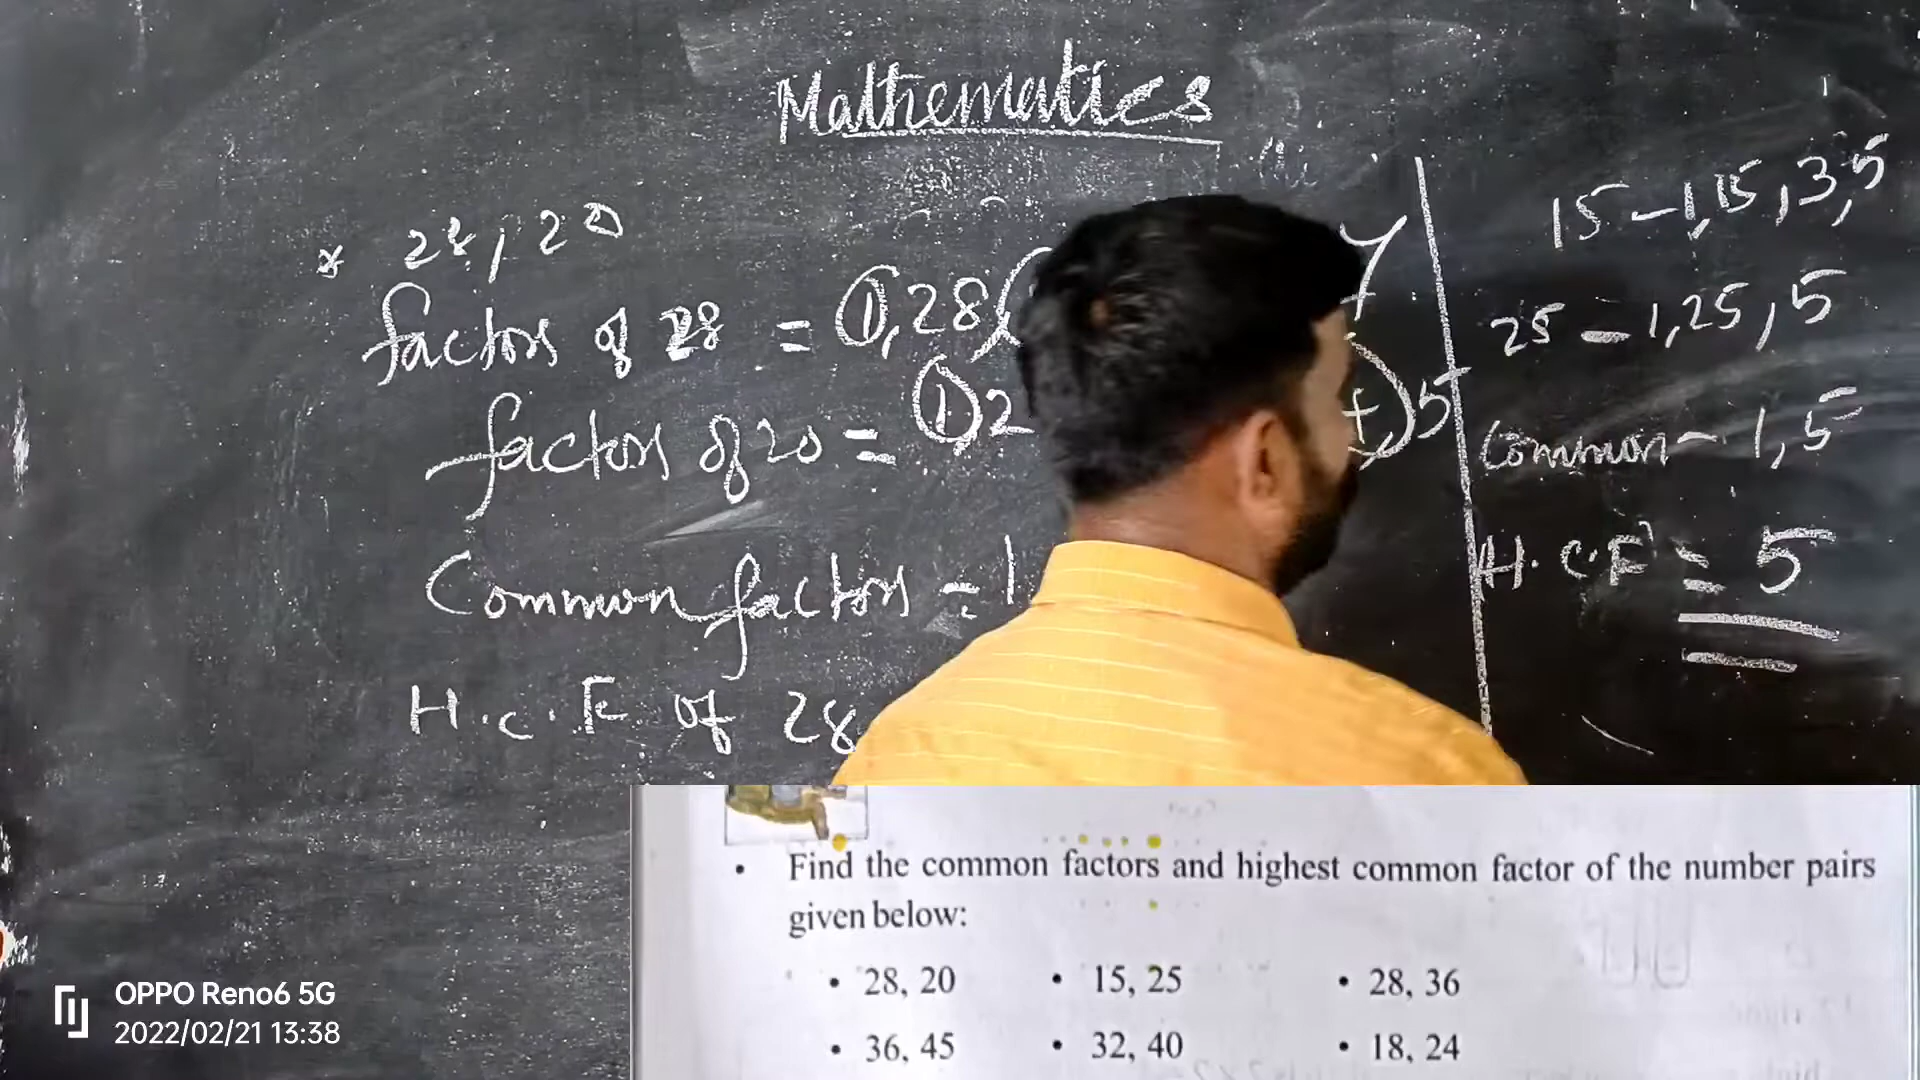 Mathematics
* 28, 20
factors of 28 = 1, 28,
factors of 20 = 1, 2
4, 5
Common factors = 1
H.C.F of 28
15 - 1, 15, 3, 5
25 - 1, 25, 5
Common - 1, 5
H.C.F = 5
• Find the common factors and highest common factor of the number pairs
given below:
• 28, 20 • 15, 25 • 28, 36
• 36, 45 • 32, 40 • 18, 24
OPPO Reno6 5G
2022/02/21 13:38